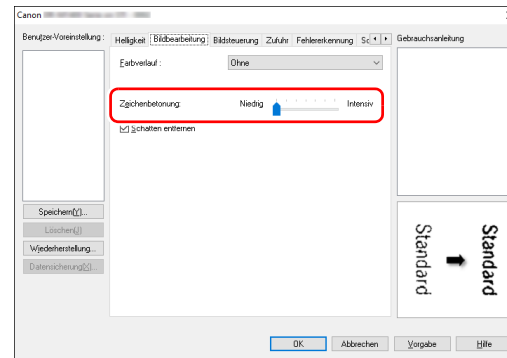 Canon
Benutzer-Voreinstellung :
Helligkeit Bildbearbeitung Bildsteuerung Zufuhr Fehlererkennung
Gebrauchsanleitung
Farbverlauf :
Ohne
Zeichenbetonung:
Niedrig
Intensiv
Schatten entfernen
Speichern(Y)...
Löschen(J)
Wiederherstellung...
Datensicherung(X)...
Standard
Standard
OK
Abbrechen
Vorgabe
Hilfe